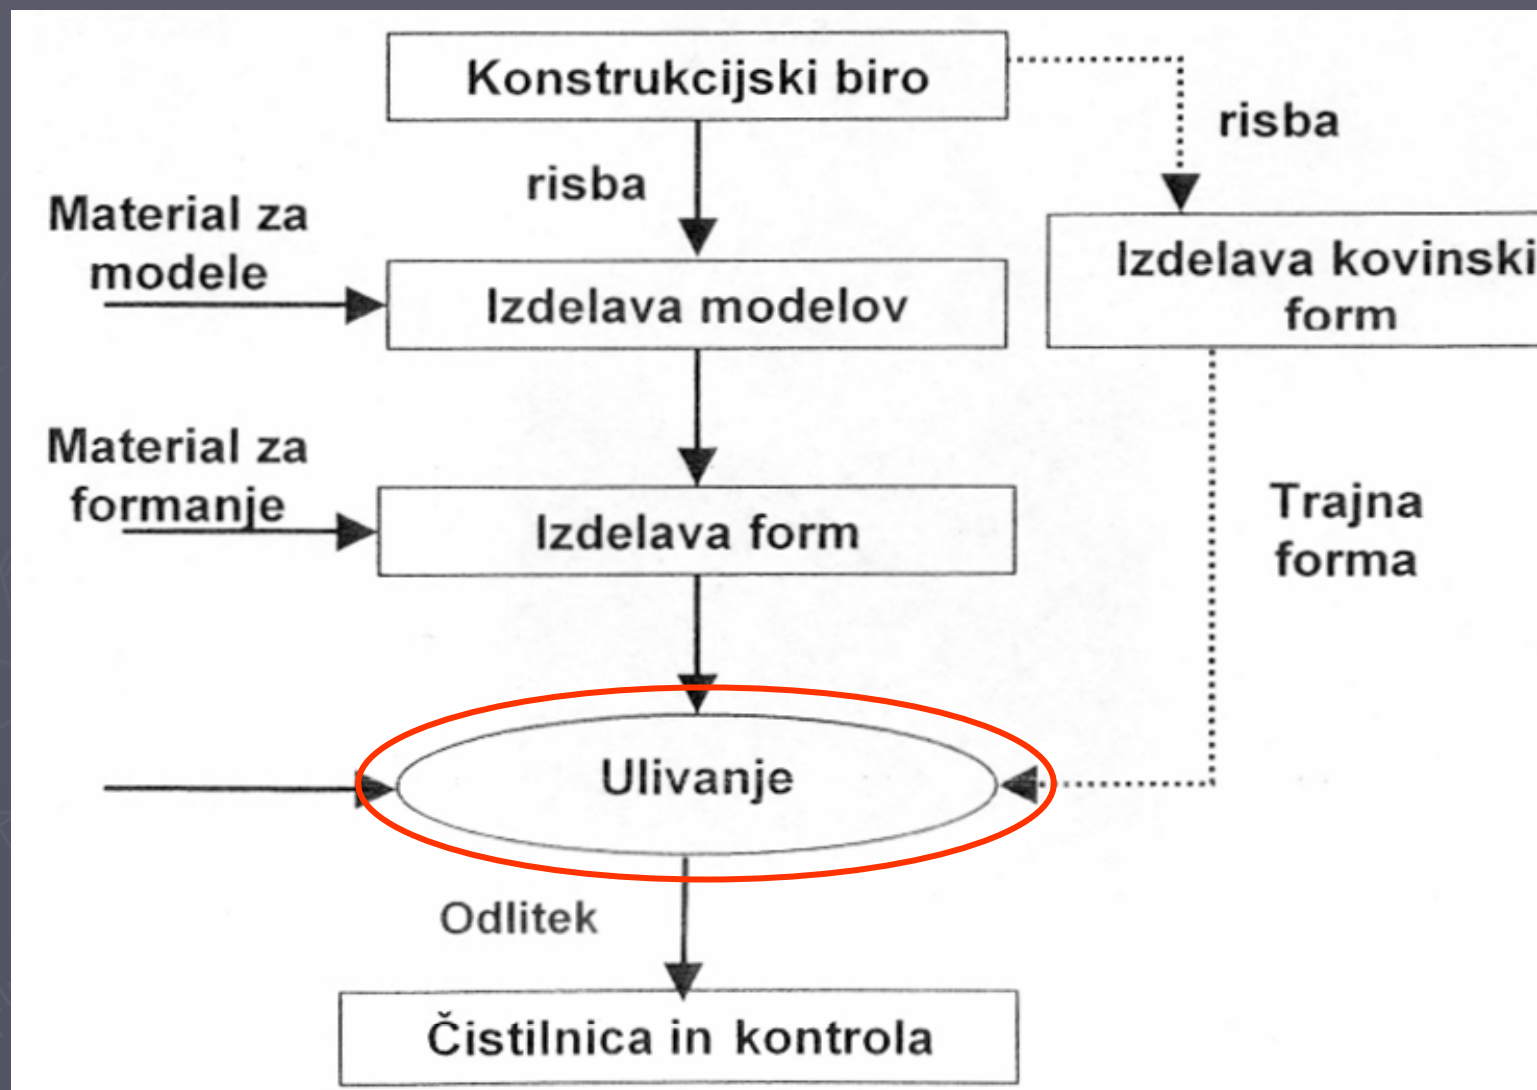 Konstrukcijski biro
risba
risba
Material za
modele
Izdelava modelov
Izdelava kovinski
form
Material za
formanje
Izdelava form
Trajna
forma
Ulivanje
Odlitek
Čistilnica in kontrola